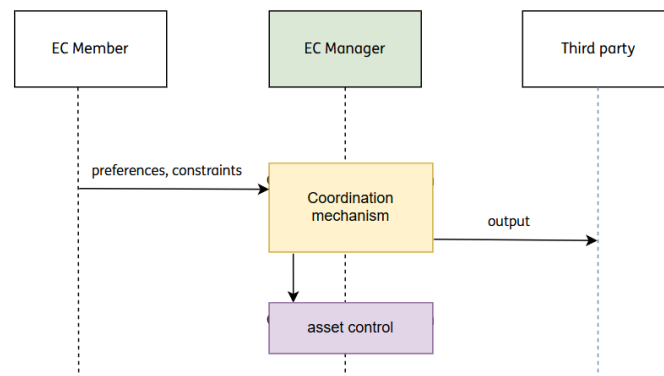 EC Member
EC Manager
Third party
preferences, constraints
Coordination
mechanism
output
asset control